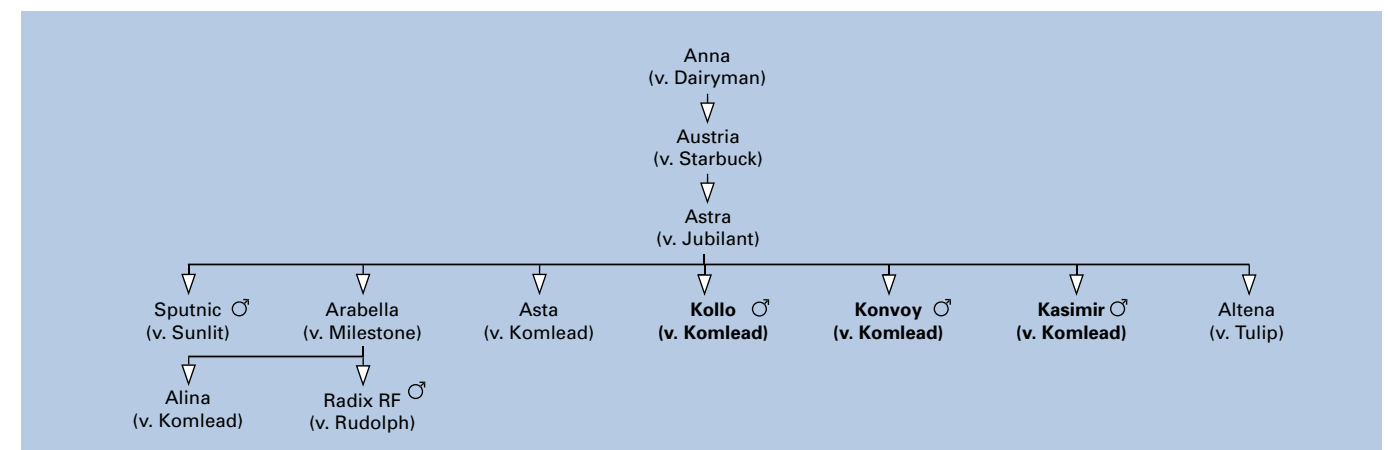 Anna
(v. Dairyman)
Austria
(v. Starbuck)
Astra
(v. Jubilant)
Sputnic ♂
(v. Sunlit)
Arabella
(v. Milestone)
Asta
(v. Komlead)
Kollo ♂
(v. Komlead)
Konvoy ♂
(v. Komlead)
Kasimir ♂
(v. Komlead)
Altena
(v. Tulip)
Alina
(v. Komlead)
Radix RF ♂
(v. Rudolph)